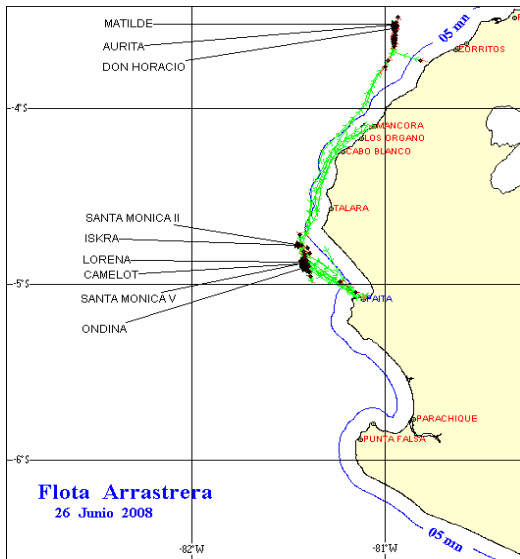 MATILDE
AURITA
DON HORACIO
05 mn
CORRITOS
-4°S
MANCORA
LOS ORGANO
CABO BLANCO
TALARA
SANTA MONICA II
ISKRA
LORENA
CAMELOT
SANTA MONICA V
ONDINA
-5°S
PAITA
PARACHIQUE
PUNTA FALSA
-6°S
Flota Arrastrera
26 Junio 2008
05 mn
-82°W
-81°W